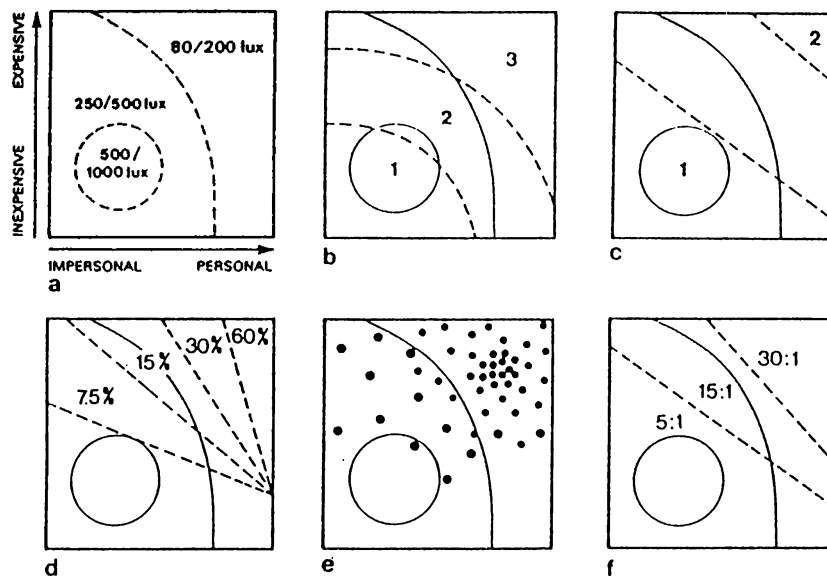 EXPENSIVE
INEXPENSIVE
80/200 lux
250/500 lux
500/
1000 lux
IMPERSONAL PERSONAL
a
3
2
1
b
2
1
c
60%
30%
15%
7.5%
d
e
30:1
15:1
5:1
f